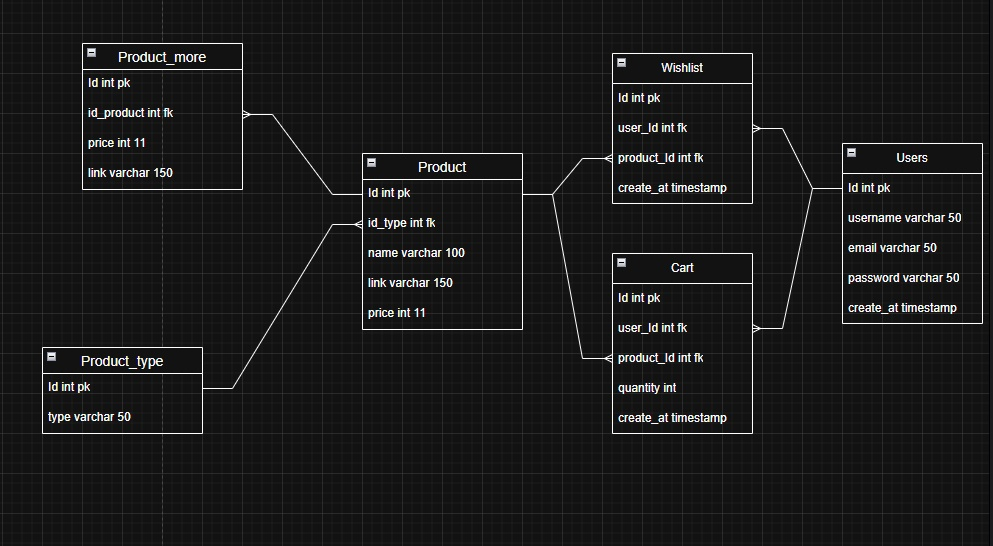 Product_more
Id int pk
id_product int fk
price int 11
link varchar 150
Product_type
Id int pk
type varchar 50
Product
Id int pk
id_type int fk
name varchar 100
link varchar 150
price int 11
Wishlist
Id int pk
user_Id int fk
product_Id int fk
create_at timestamp
Cart
Id int pk
user_Id int fk
product_Id int fk
quantity int
create_at timestamp
Users
Id int pk
username varchar 50
email varchar 50
password varchar 50
create_at timestamp